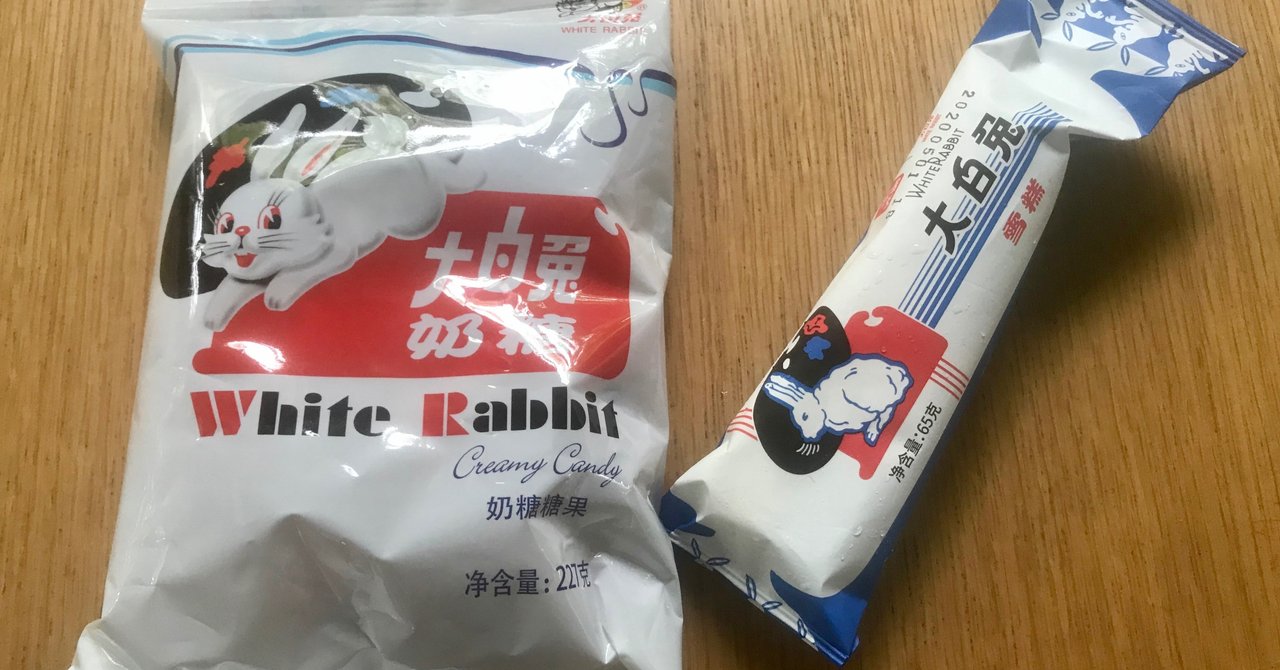 WHITE RABBIT
大白兔
奶糖
White Rabbit
Creamy Candy
奶糖糖果
净含量:227克
WHITE RABBIT
大白兔
雪糕
净含量:65克